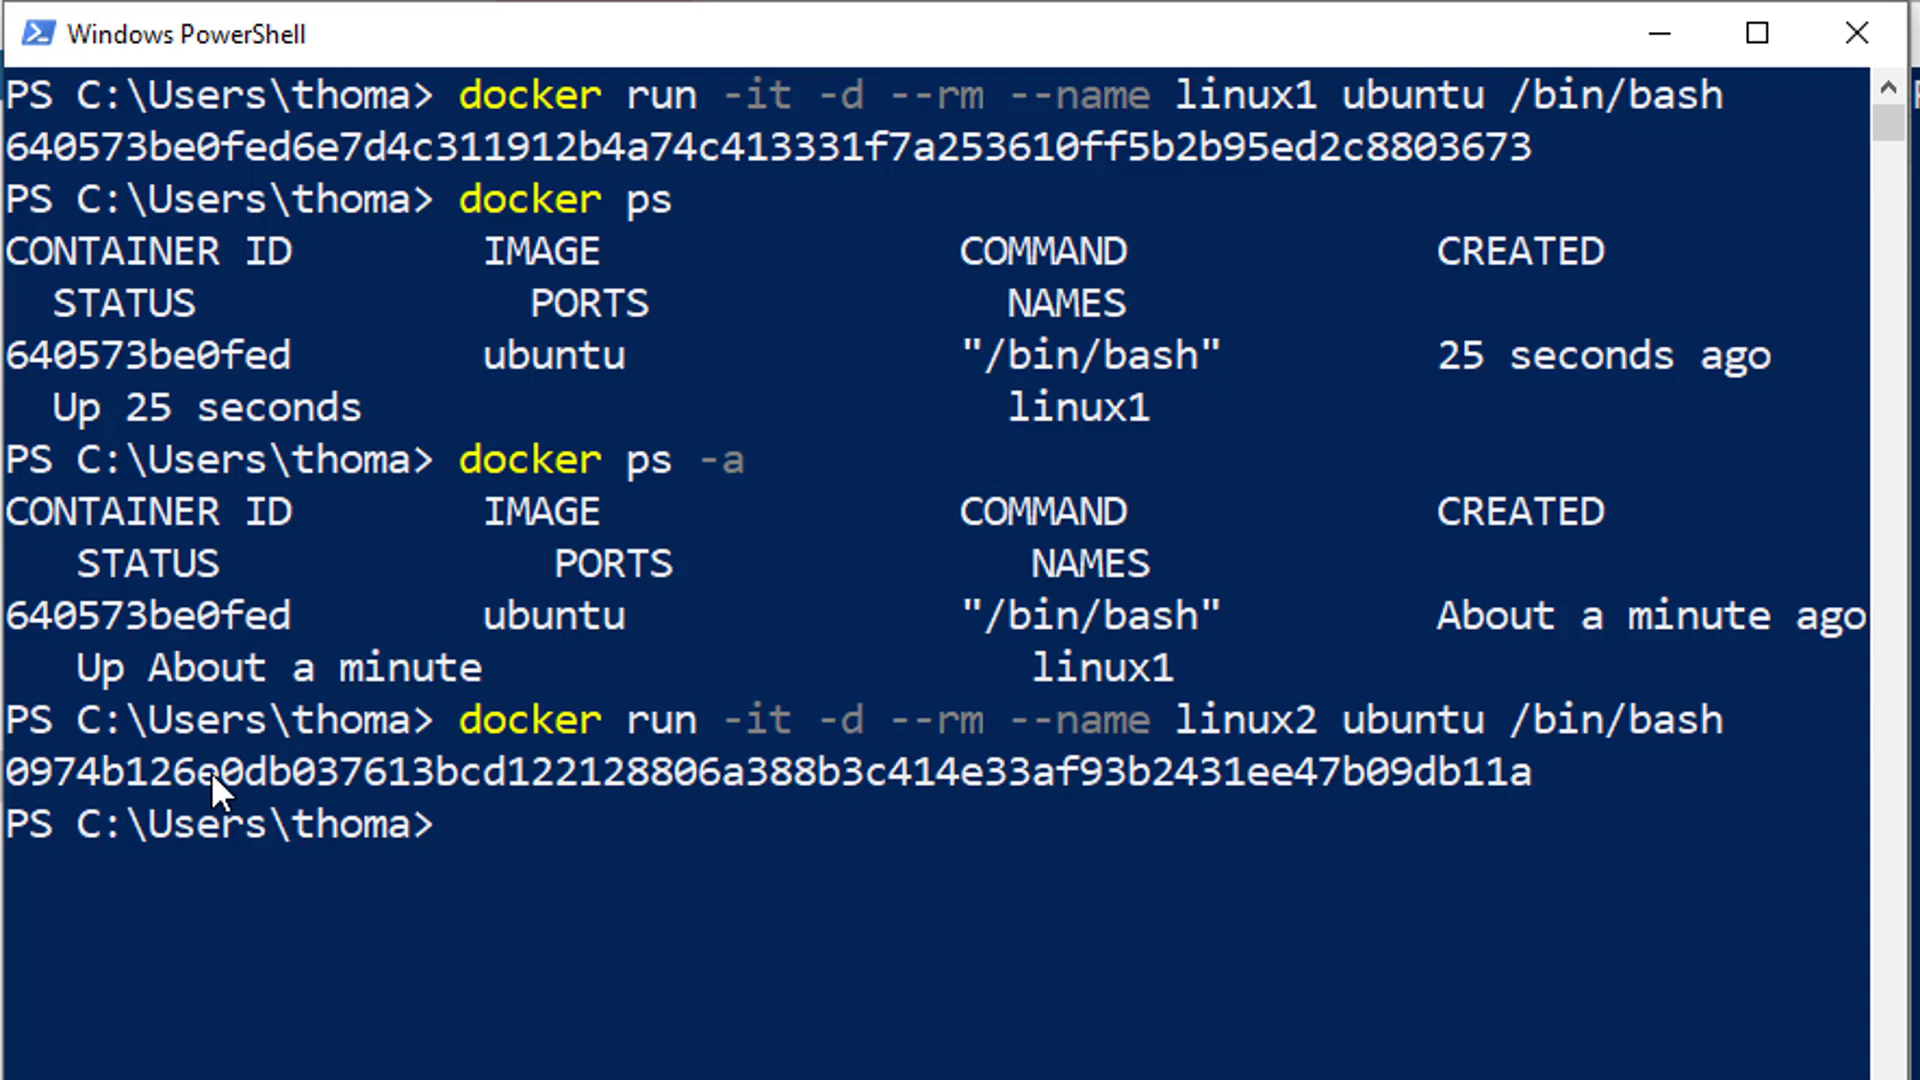 Windows PowerShell
PS C:\Users\thoma> docker run -it -d --rm --name linux1 ubuntu /bin/bash
640573be0fed6e7d4c311912b4a74c413331f7a253610ff5b2b95ed2c8803673
PS C:\Users\thoma> docker ps
CONTAINER ID IMAGE COMMAND CREATED
STATUS PORTS NAMES
640573be0fed ubuntu "/bin/bash" 25 seconds ago
Up 25 seconds linux1
PS C:\Users\thoma> docker ps -a
CONTAINER ID IMAGE COMMAND CREATED
STATUS PORTS NAMES
640573be0fed ubuntu "/bin/bash" About a minute ago
Up About a minute linux1
PS C:\Users\thoma> docker run -it -d --rm --name linux2 ubuntu /bin/bash
0974b126e0db037613bcd122128806a388b3c414e33af93b2431ee47b09db11a
PS C:\Users\thoma>